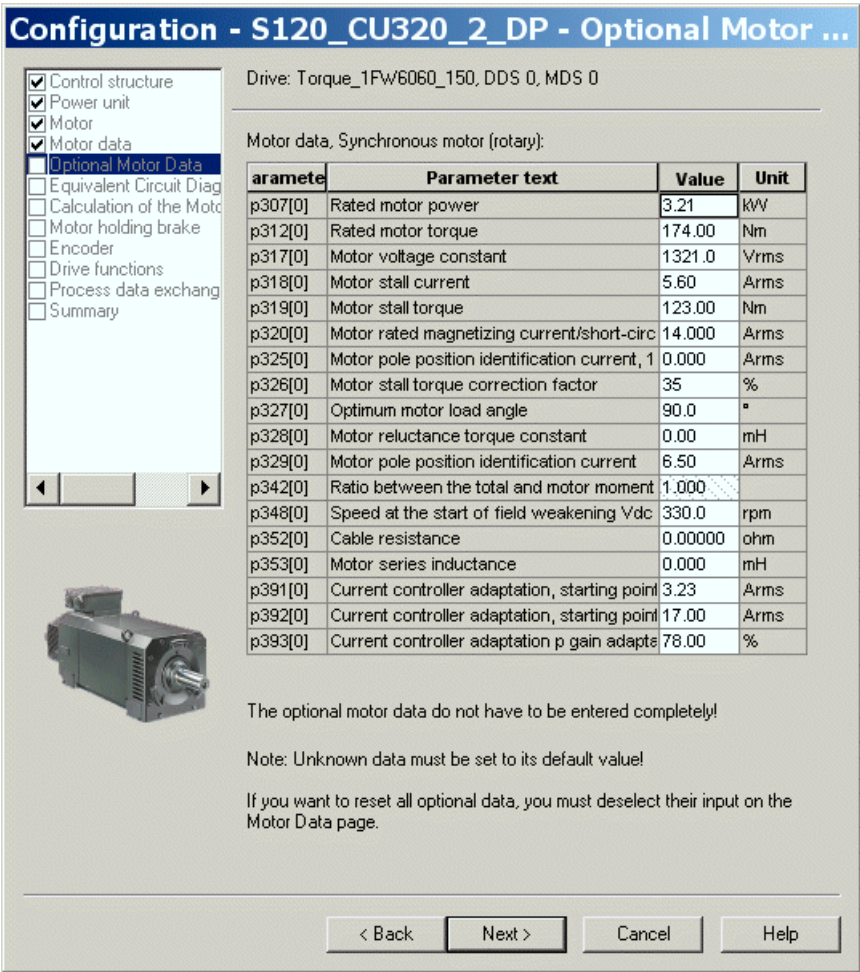 Configuration - S120_CU320_2_DP - Optional Motor ...
Control structure
Power unit
Motor
Motor data
Optional Motor Data
Equivalent Circuit Diag
Calculation of the Moto
Motor holding brake
Encoder
Drive functions
Process data exchang
Summary
Drive: Torque_1FW6060_150, DDS 0, MDS 0
Motor data, Synchronous motor (rotary):
aramete Parameter text Value Unit
p307[0] Rated motor power 3.21 kW
p312[0] Rated motor torque 174.00 Nm
p317[0] Motor voltage constant 1321.0 Vrms
p318[0] Motor stall current 5.60 Arms
p319[0] Motor stall torque 123.00 Nm
p320[0] Motor rated magnetizing current/short-circ 14.000 Arms
p325[0] Motor pole position identification current, 1 0.000 Arms
p326[0] Motor stall torque correction factor 35 %
p327[0] Optimum motor load angle 90.0 °
p328[0] Motor reluctance torque constant 0.00 mH
p329[0] Motor pole position identification current 6.50 Arms
p342[0] Ratio between the total and motor moment 1.000
p348[0] Speed at the start of field weakening Vdc 330.0 rpm
p352[0] Cable resistance 0.00000 ohm
p353[0] Motor series inductance 0.000 mH
p391[0] Current controller adaptation, starting point 3.23 Arms
p392[0] Current controller adaptation, starting point 17.00 Arms
p393[0] Current controller adaptation p gain adapta 78.00 %
The optional motor data do not have to be entered completely!
Note: Unknown data must be set to its default value!
If you want to reset all optional data, you must deselect their input on the
Motor Data page.
< Back Next > Cancel Help